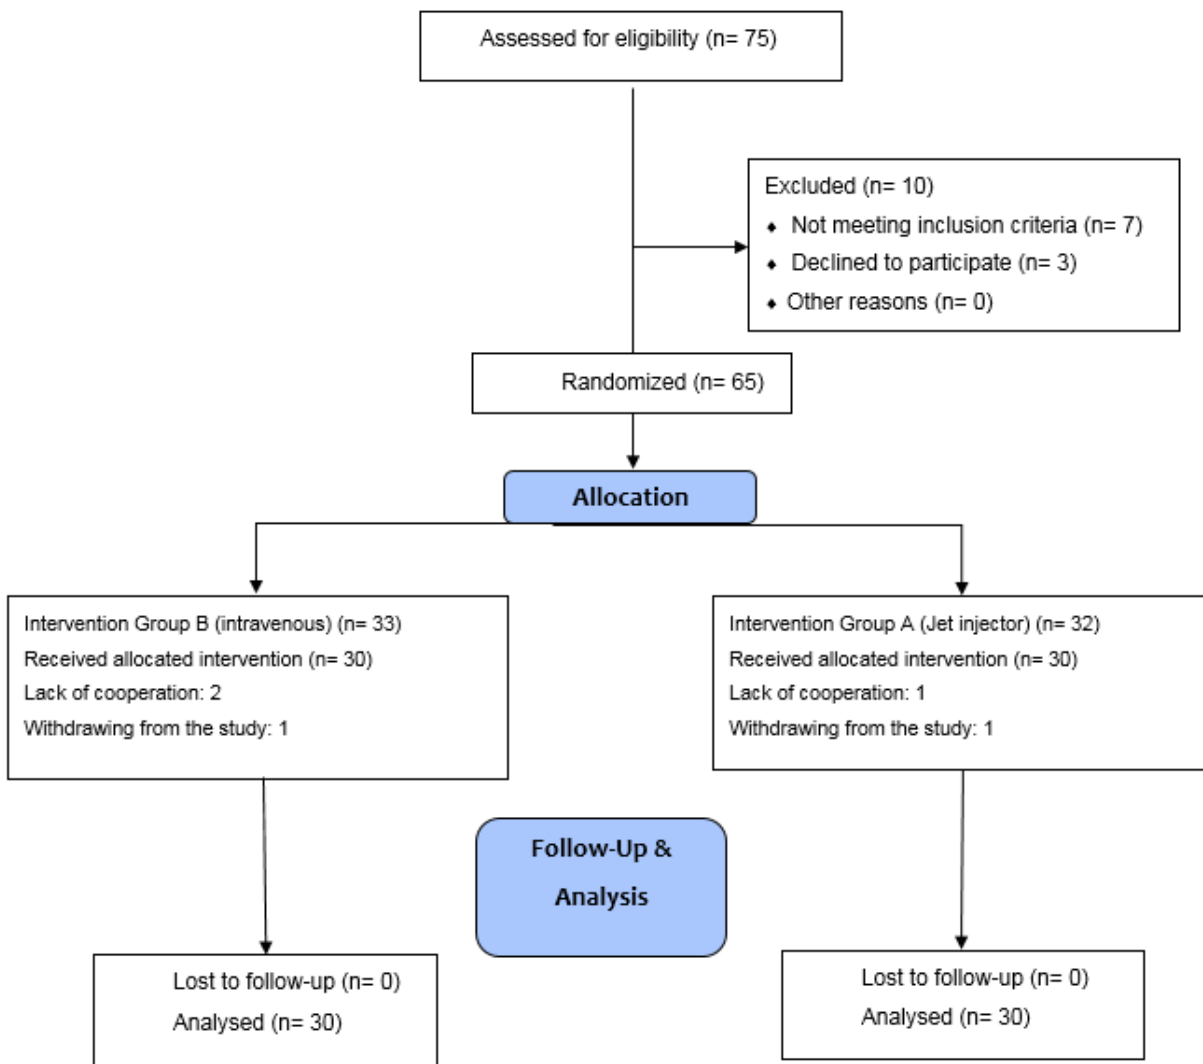 Assessed for eligibility (n= 75)
Excluded (n= 10)
⬧ Not meeting inclusion criteria (n= 7)
⬧ Declined to participate (n= 3)
⬧ Other reasons (n= 0)
Randomized (n= 65)
Allocation
Intervention Group B (intravenous) (n= 33)
Received allocated intervention (n= 30)
Lack of cooperation: 2
Withdrawing from the study: 1
Intervention Group A (Jet injector) (n= 32)
Received allocated intervention (n= 30)
Lack of cooperation: 1
Withdrawing from the study: 1
Follow-Up &
Analysis
Lost to follow-up (n= 0)
Analysed (n= 30)
Lost to follow-up (n= 0)
Analysed (n= 30)